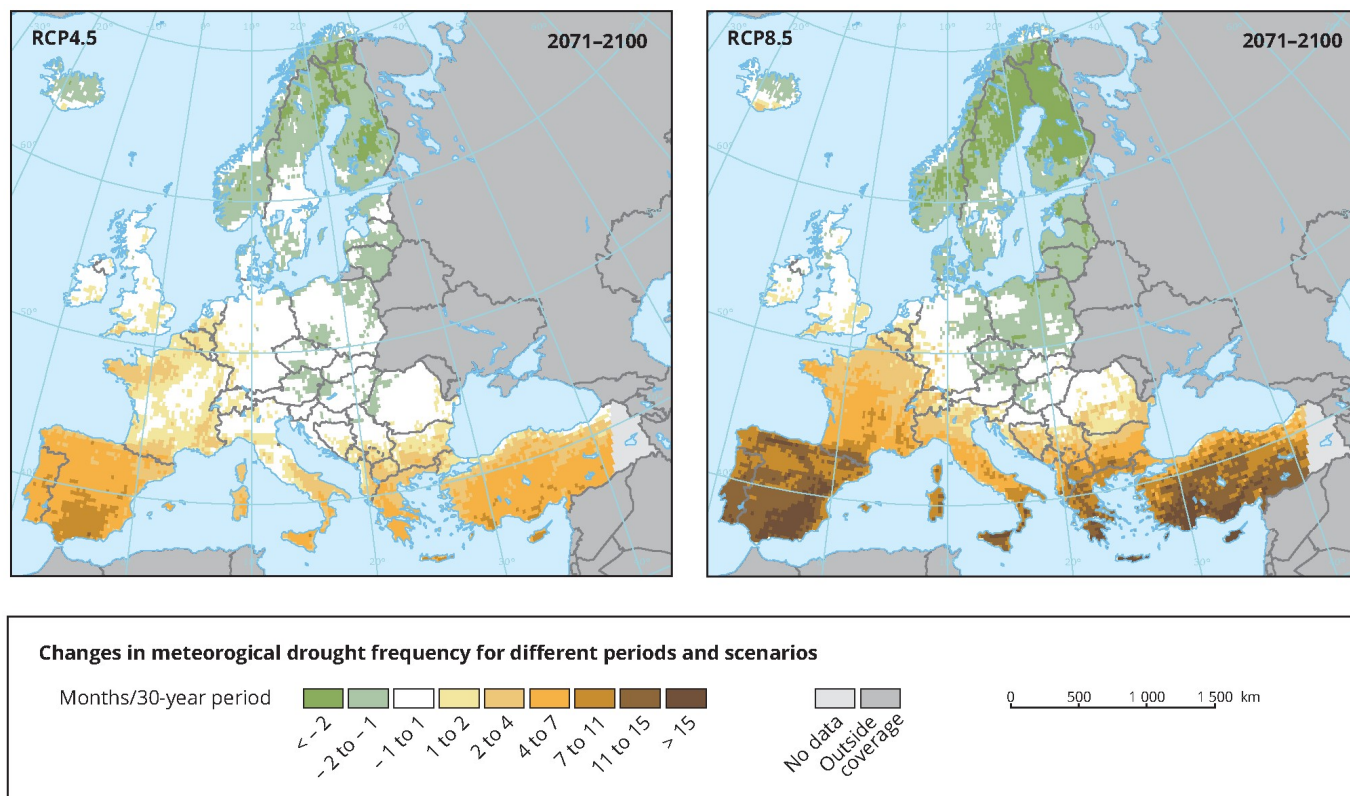 RCP4.5
2071–2100
RCP8.5
2071–2100
Changes in meteorogical drought frequency for different periods and scenarios
Months/30-year period
< – 2
– 2 to – 1
– 1 to 1
1 to 2
2 to 4
4 to 7
7 to 11
11 to 15
> 15
No data
Outside
coverage
0 500 1 000 1 500 km